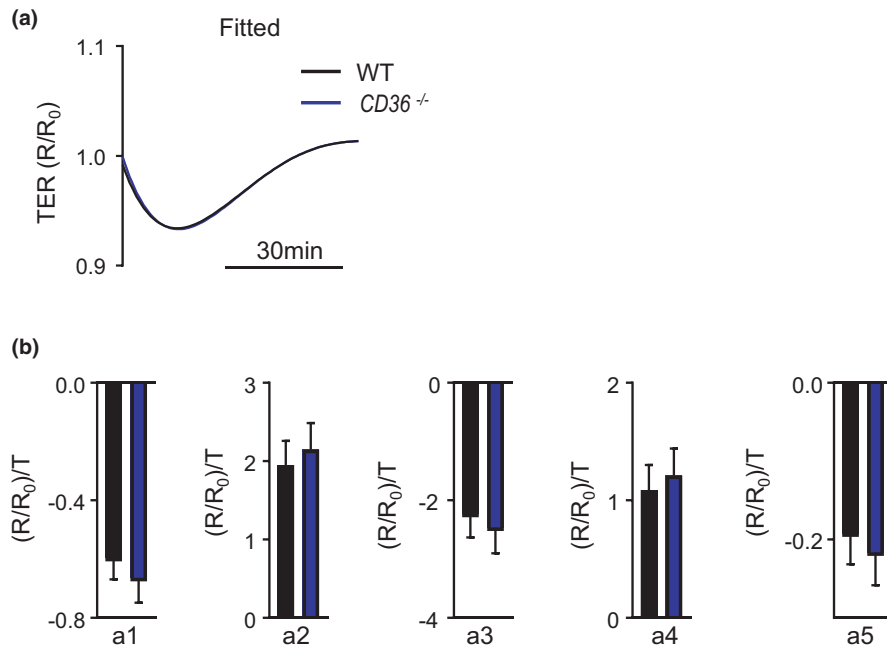 (a)
Fitted
1.1
1.0
0.9
TER (R/R₀)
WT
CD36 -/-
30min
(b)
0.0
-0.4
-0.8
(R/R₀)/T
a1
3
2
1
0
(R/R₀)/T
a2
0
-2
-4
(R/R₀)/T
a3
2
1
0
(R/R₀)/T
a4
0.0
-0.2
(R/R₀)/T
a5